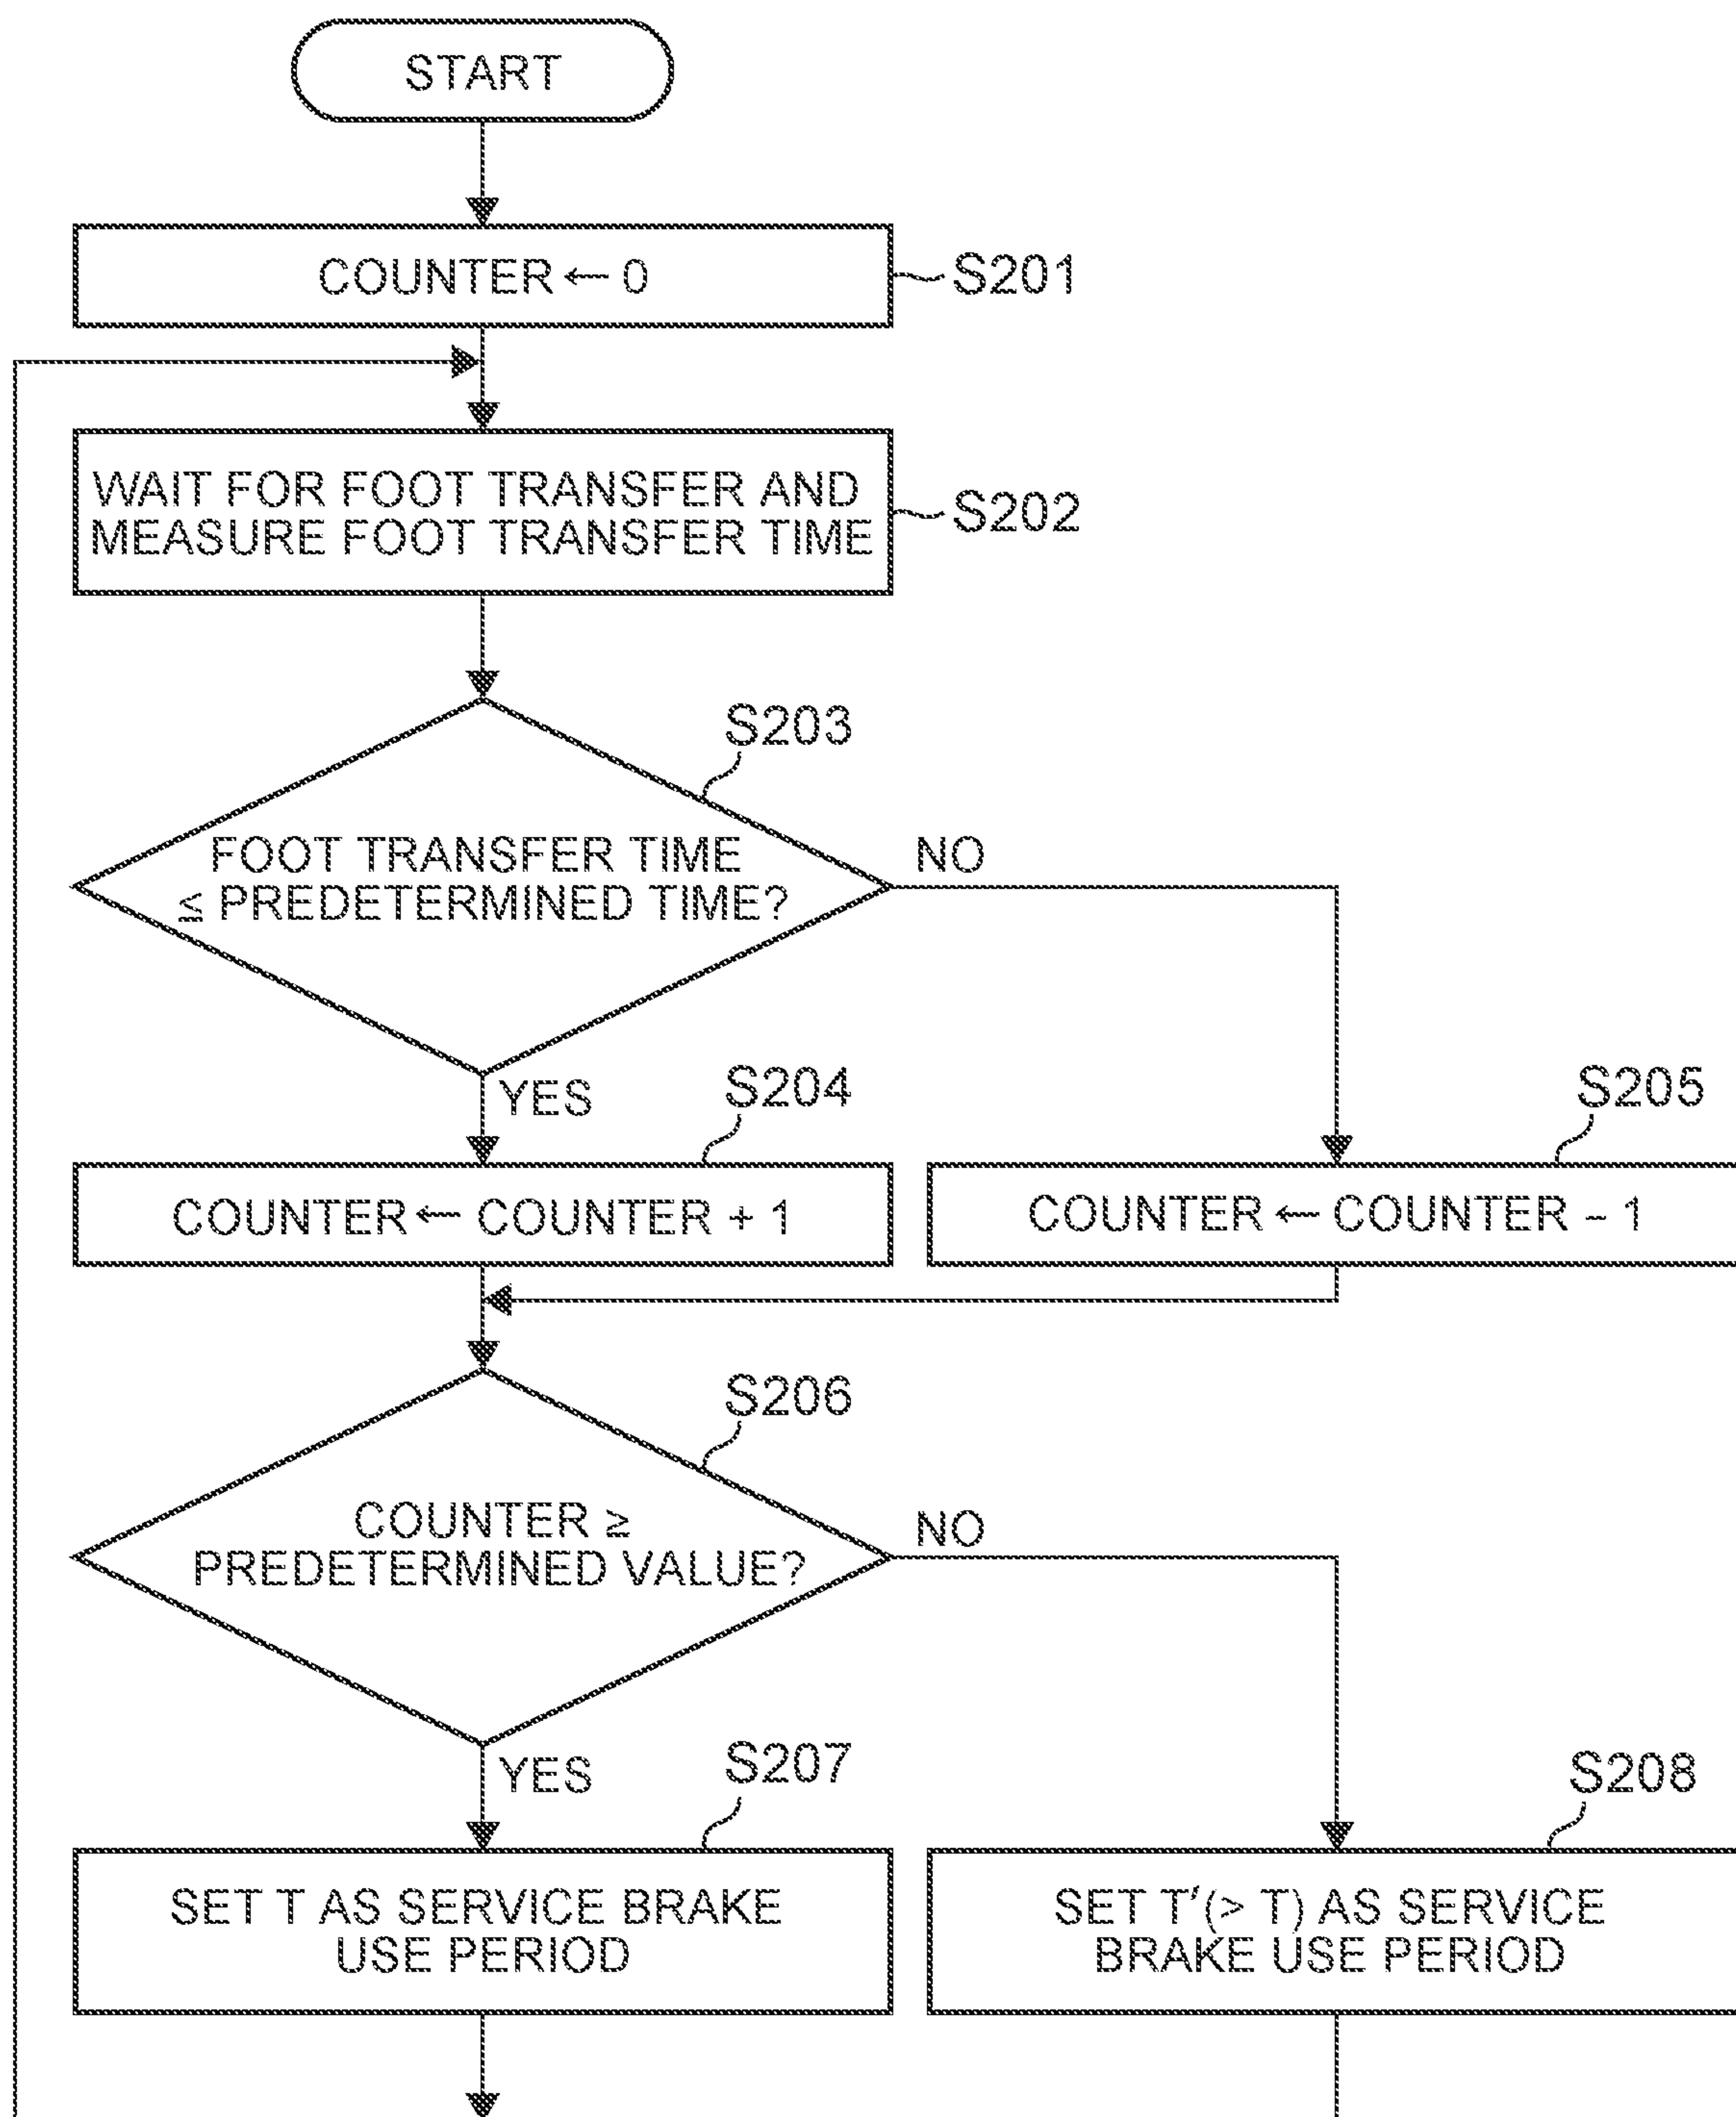 START
COUNTER ← 0
S201
WAIT FOR FOOT TRANSFER AND
MEASURE FOOT TRANSFER TIME
S202
S203
FOOT TRANSFER TIME
≦ PREDETERMINED TIME?
NO
YES
S204
S205
COUNTER ← COUNTER + 1
COUNTER ← COUNTER − 1
S206
COUNTER ≥
PREDETERMINED VALUE?
NO
YES
S207
S208
SET T AS SERVICE BRAKE
USE PERIOD
SET T′(> T) AS SERVICE
BRAKE USE PERIOD